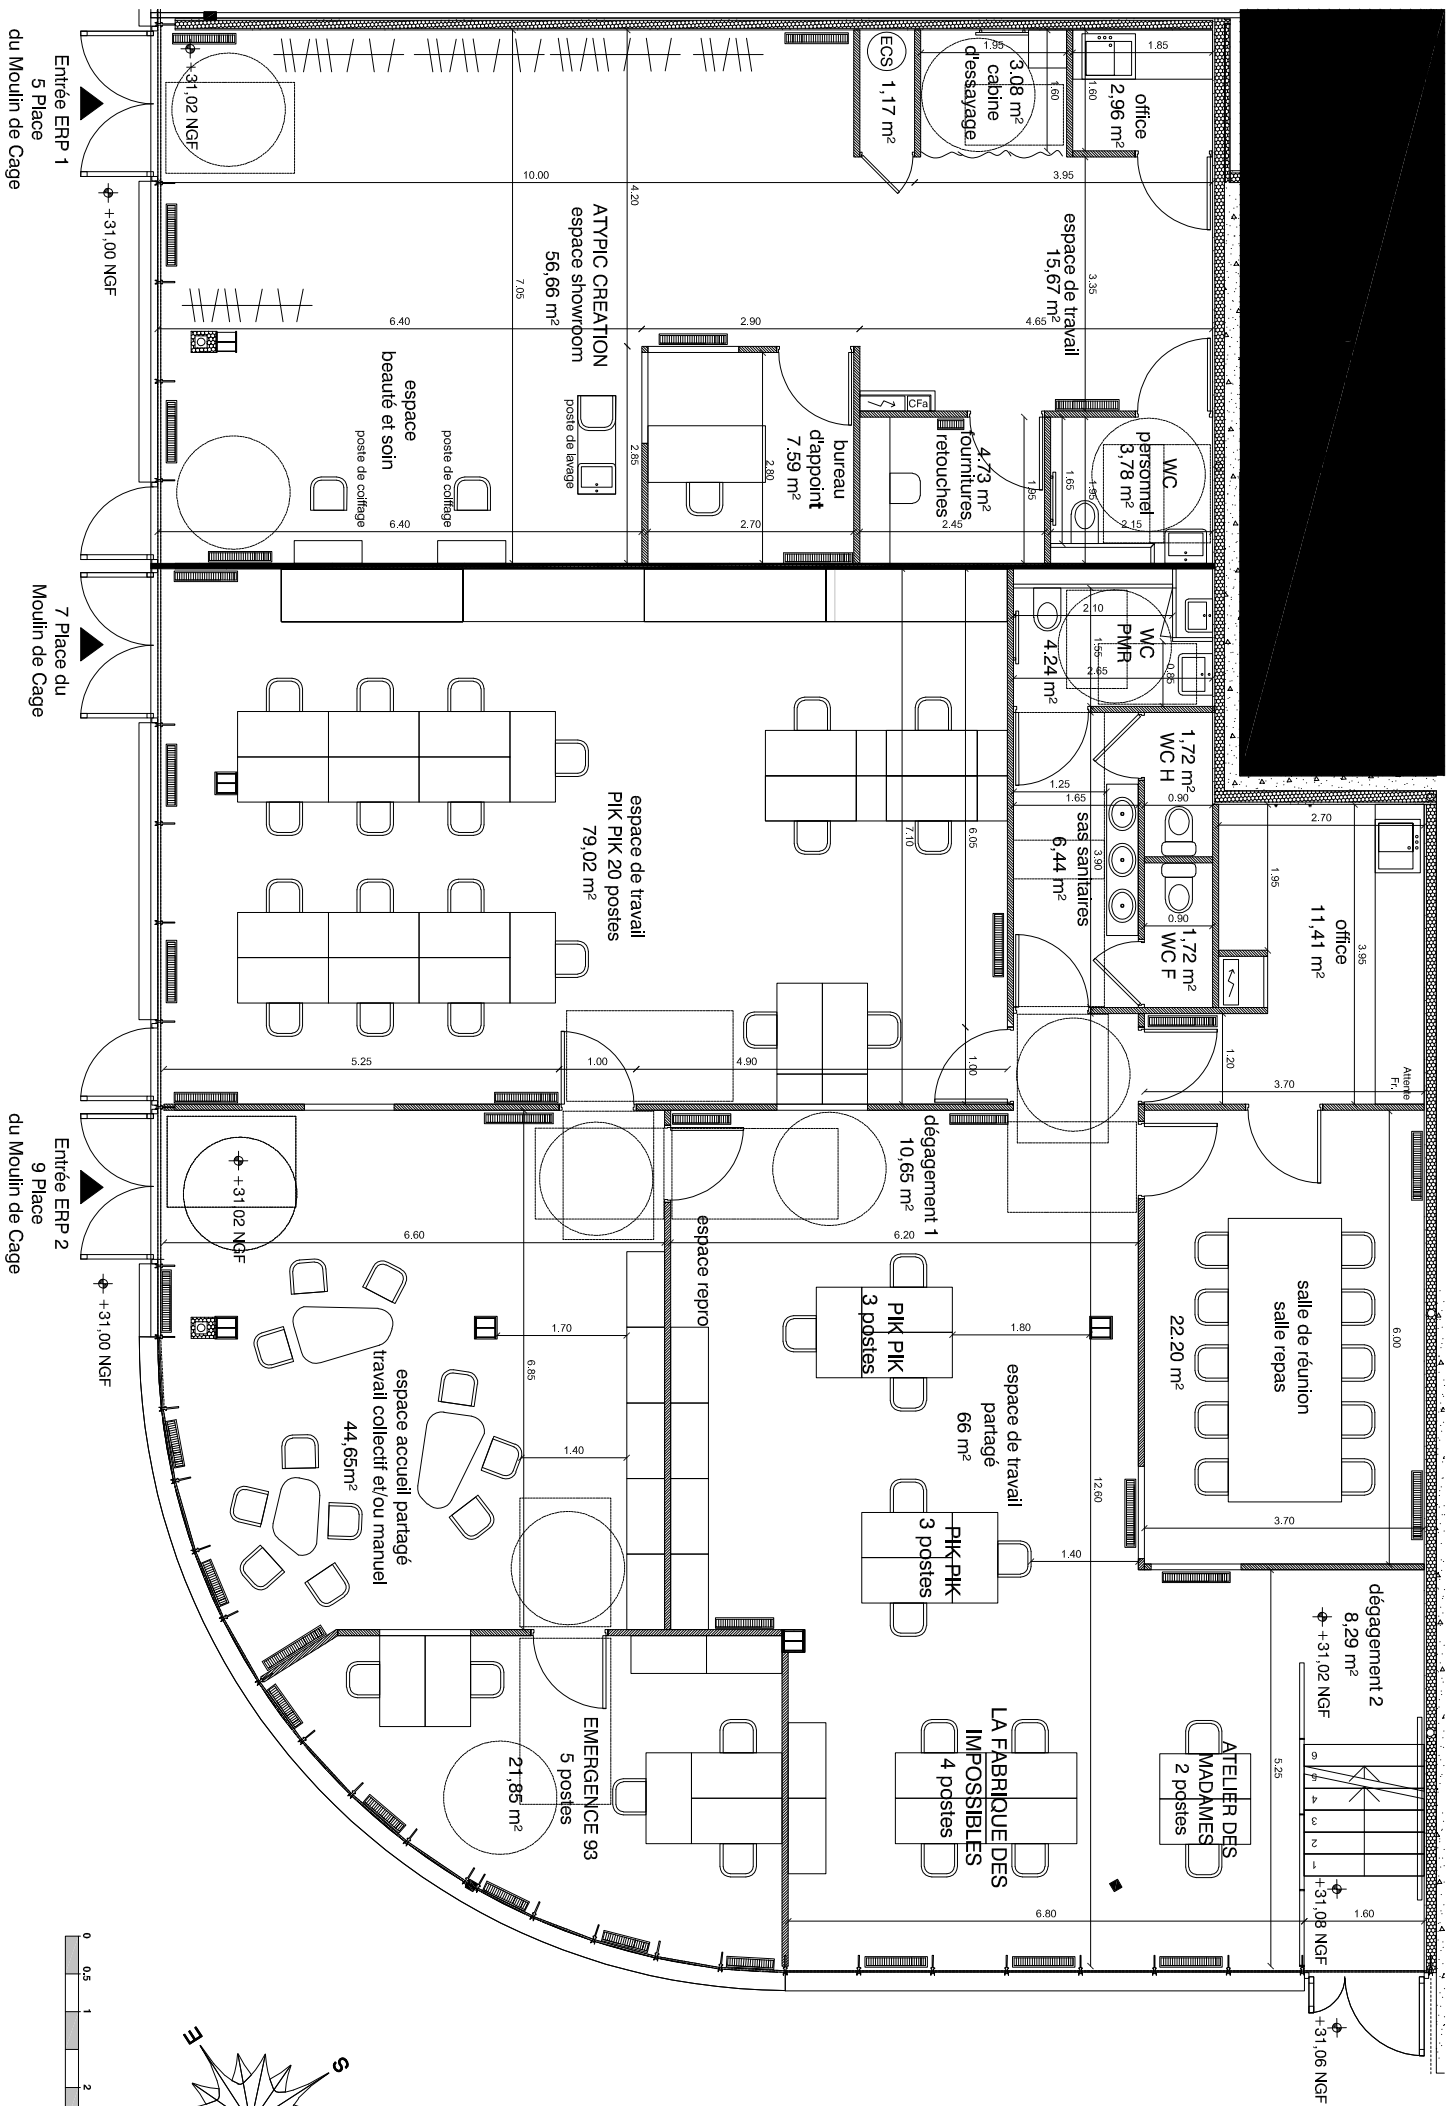 Entrée ERP 1
5 Place
du Moulin de Cage
+31,02 NGF
+31,00 NGF
ECS
1,17 m²
3.08 m²
cabine
d'essayage
1.95
1.60
office
2,96 m²
1.85
1.60
10.00
3.95
4.20
7.05
3.35
ATYPIC CREATION
espace showroom
56,66 m²
espace de travail
15,67 m²
6.40
2.90
4.65
espace
beauté et soin
poste de coiffage
poste de coiffage
poste de lavage
bureau
d'appoint
7.59 m²
2.80
2.85
CFa
4.73 m²
fournitures
retouches
1.95
WC
personnel
3,78 m²
1.65
1.95
6.40
2.70
2.45
2.15
7 Place du
Moulin de Cage
espace de travail
PIK PIK 20 postes
79,02 m²
7.10
6.05
WC
PMR
4.24 m²
2.10
1.55
2.65
0.85
1,72 m²
WC H
0.90
1,72 m²
WC F
0.90
sas sanitaires
6,44 m²
1.25
1.65
3.90
office
11,41 m²
2.70
1.95
3.95
Attente
Fr.
1.20
3.70
5.25
1.00
4.90
1.00
Entrée ERP 2
9 Place
du Moulin de Cage
+31,02 NGF
+31,00 NGF
dégagement 1
10,65 m²
espace repro
6.60
6.20
1.70
6.85
1.40
espace accueil partagé
travail collectif et/ou manuel
44,65m²
PIK PIK
3 postes
1.80
espace de travail
partagé
66 m²
PIK PIK
3 postes
1.40
12.60
salle de réunion
salle repas
22.20 m²
6.00
3.70
dégagement 2
8,29 m²
+31,02 NGF
EMERGENCE 93
5 postes
21,85 m²
LA FABRIQUE DES
IMPOSSIBLES
4 postes
ATELIER DES
MADAMES
2 postes
5.25
6
5
4
3
2
1
+31,08 NGF
6.80
1.60
+31,06 NGF
0
0.5
1
2
E
S